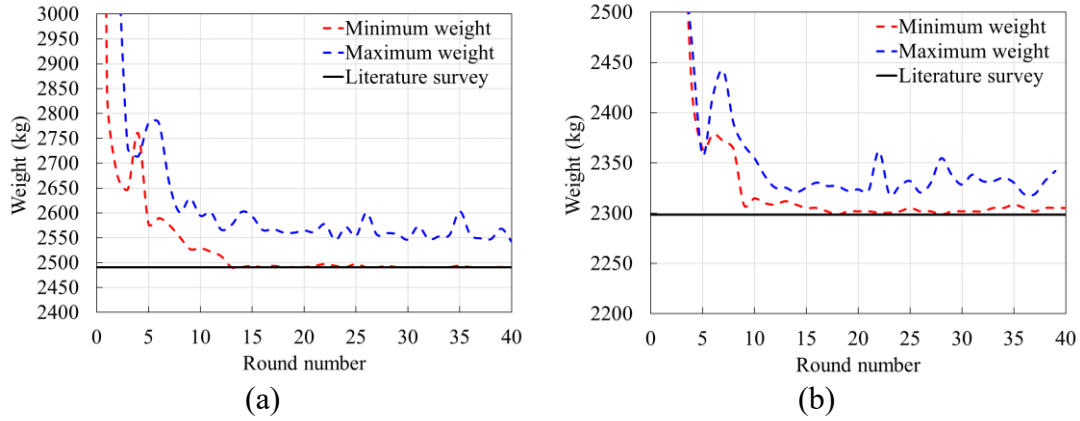 3000
2950
2900
2850
2800
2750
2700
2650
2600
2550
2500
2450
2400
Weight (kg)
Minimum weight
Maximum weight
Literature survey
0 5 10 15 20 25 30 35 40
Round number
(a)
2500
2450
2400
2350
2300
2250
2200
Weight (kg)
Minimum weight
Maximum weight
Literature survey
0 5 10 15 20 25 30 35 40
Round number
(b)